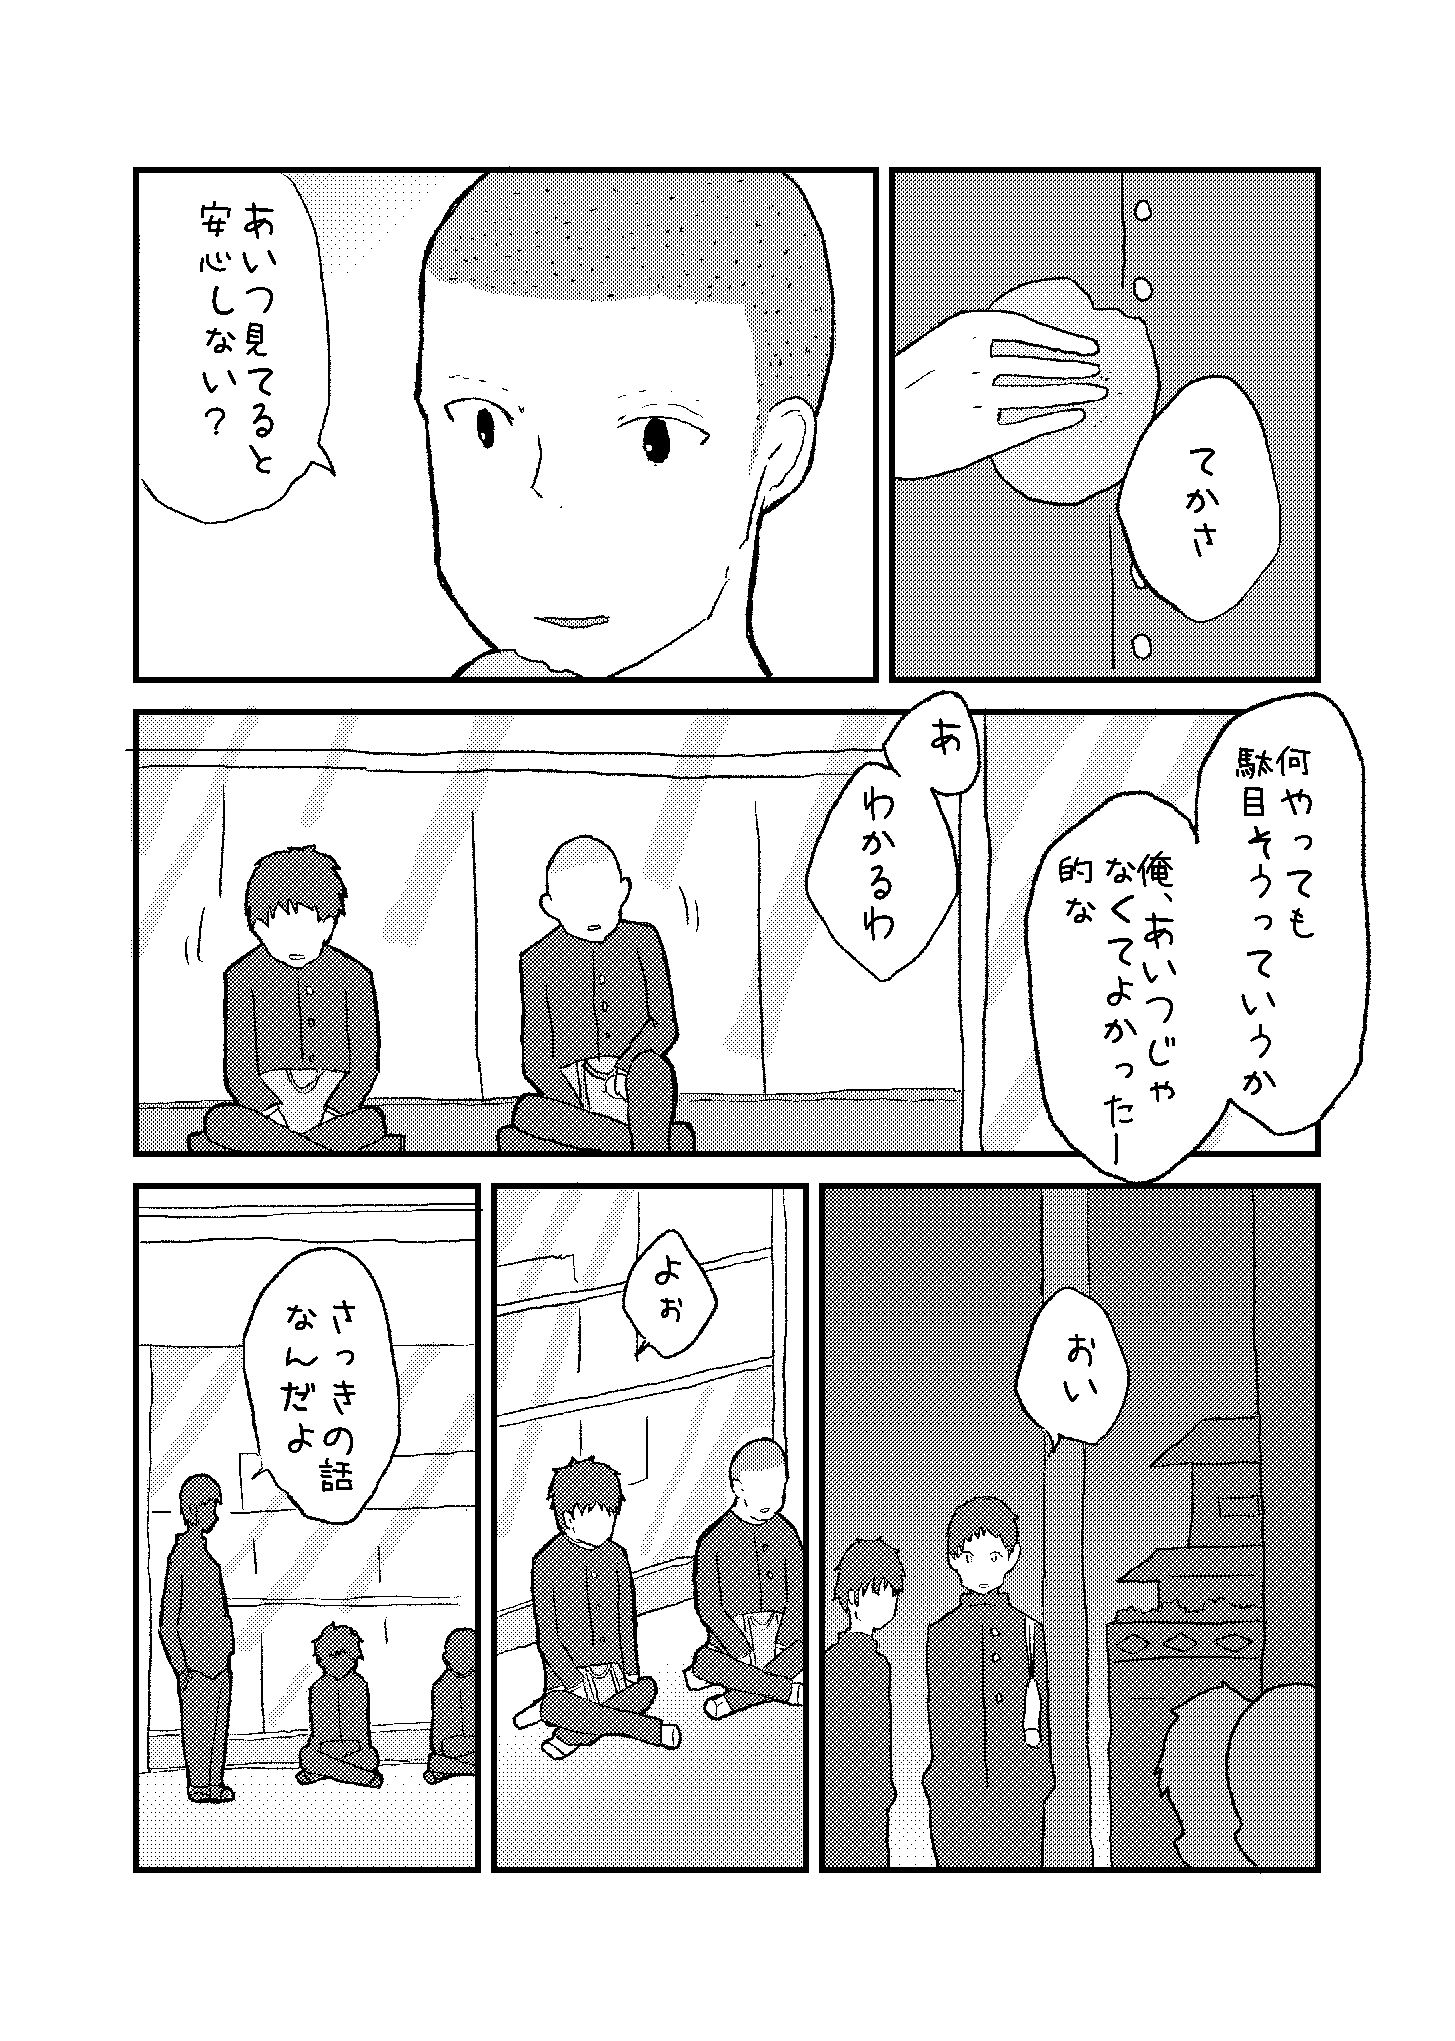 てかさ
あいつ見てると
安心しない？
何やっても
駄目そうっていうか
俺、あいつじゃ
なくてよかったー
的な
あ
わかるわ
おい
よぉ
さっきの話
なんだよ